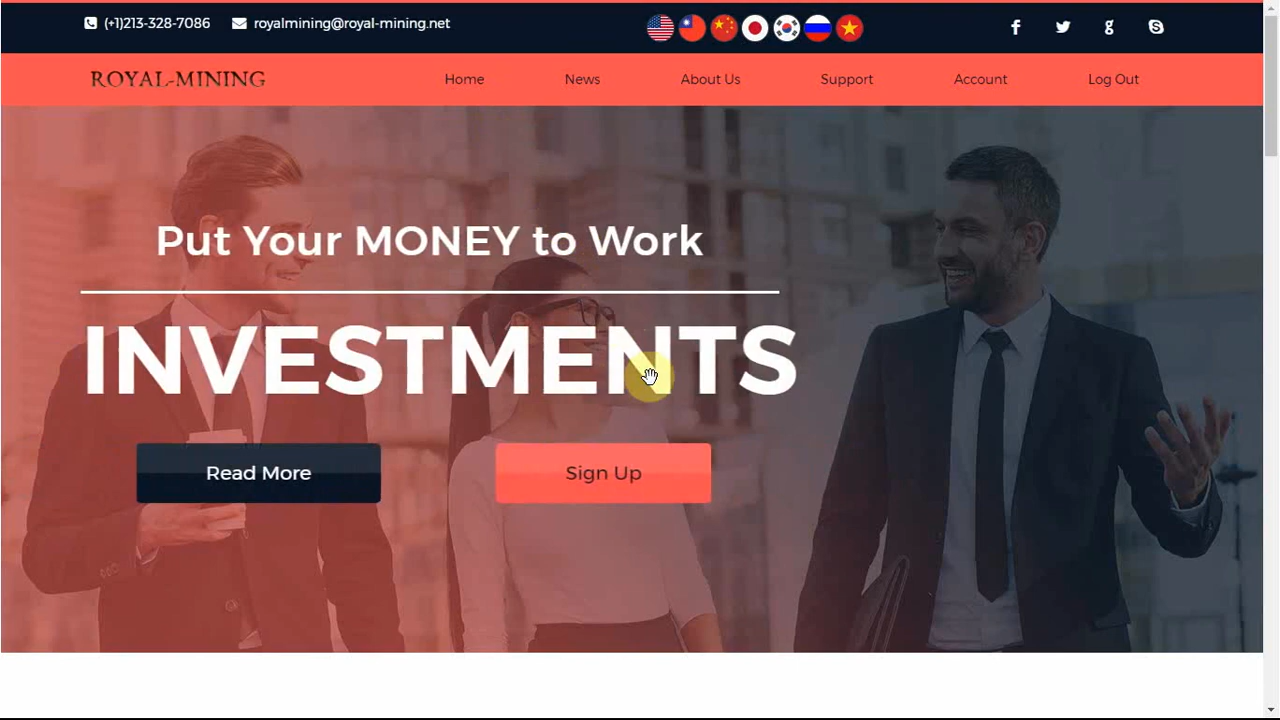 (+1)213-328-7086 royalmining@royal-mining.net
ROYAL-MINING Home News About Us Support Account Log Out
Put Your MONEY to Work
INVESTMENTS
Read More Sign Up